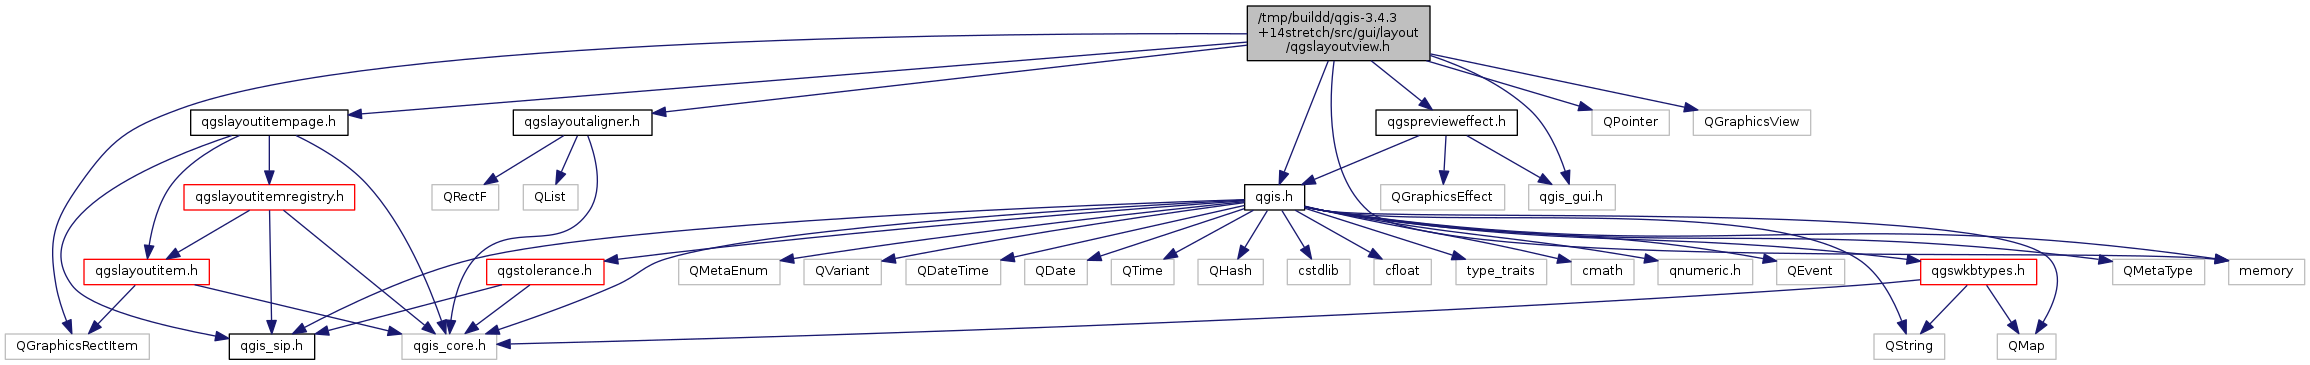 /tmp/buildd/qgis-3.4.3
+14stretch/src/gui/layout
/qgslayoutview.h
qgslayoutitempage.h
qgslayoutaligner.h
qgsprevieweffect.h
QPointer
QGraphicsView
qgslayoutitemregistry.h
QRectF
QList
qgis.h
QGraphicsEffect
qgis_gui.h
qgslayoutitem.h
qgstolerance.h
QMetaEnum
QVariant
QDateTime
QDate
QTime
QHash
cstdlib
cfloat
type_traits
cmath
qnumeric.h
QEvent
qgswkbtypes.h
QMetaType
memory
QGraphicsRectItem
qgis_sip.h
qgis_core.h
QString
QMap